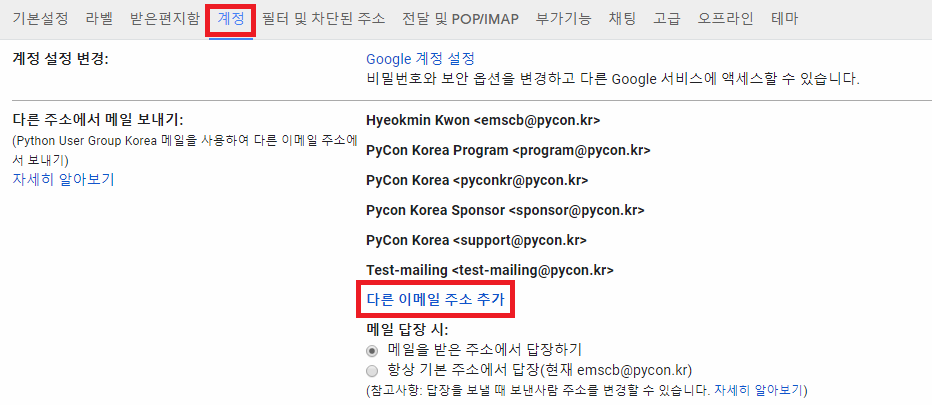 기본설정 라벨 받은편지함 계정 필터 및 차단된 주소 전달 및 POP/IMAP 부가기능 채팅 고급 오프라인 테마
계정 설정 변경:
Google 계정 설정
비밀번호와 보안 옵션을 변경하고 다른 Google 서비스에 액세스할 수 있습니다.
다른 주소에서 메일 보내기:
(Python User Group Korea 메일을 사용하여 다른 이메일 주소에
서 보내기)
자세히 알아보기
Hyeokmin Kwon <emscb@pycon.kr>
PyCon Korea Program <program@pycon.kr>
PyCon Korea <pyconkr@pycon.kr>
Pycon Korea Sponsor <sponsor@pycon.kr>
PyCon Korea <support@pycon.kr>
Test-mailing <test-mailing@pycon.kr>
다른 이메일 주소 추가
메일 답장 시:
메일을 받은 주소에서 답장하기
항상 기본 주소에서 답장(현재 emscb@pycon.kr)
(참고사항: 답장을 보낼 때 보낸사람 주소를 변경할 수 있습니다. 자세히 알아보기)